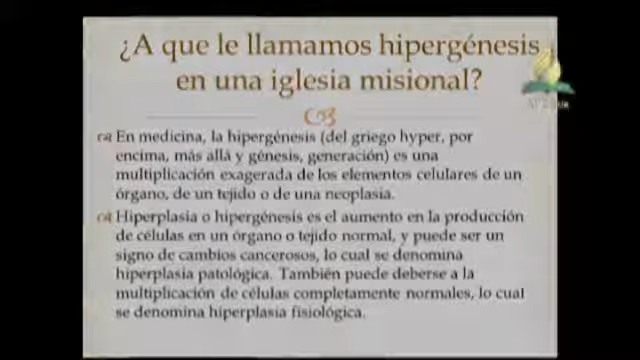 ¿A que le llamamos hipergénesis
en una iglesia misional?
En medicina, la hipergénesis (del griego hyper, por
encima, más allá y génesis, generación) es una
multiplicación exagerada de los elementos celulares de un
órgano, de un tejido o de una neoplasia.
Hiperplasia o hipergénesis es el aumento en la producción
de células en un órgano o tejido normal, y puede ser un
signo de cambios cancerosos, lo cual se denomina
hiperplasia patológica. También puede deberse a la
multiplicación de células completamente normales, lo cual
se denomina hiperplasia fisiológica.